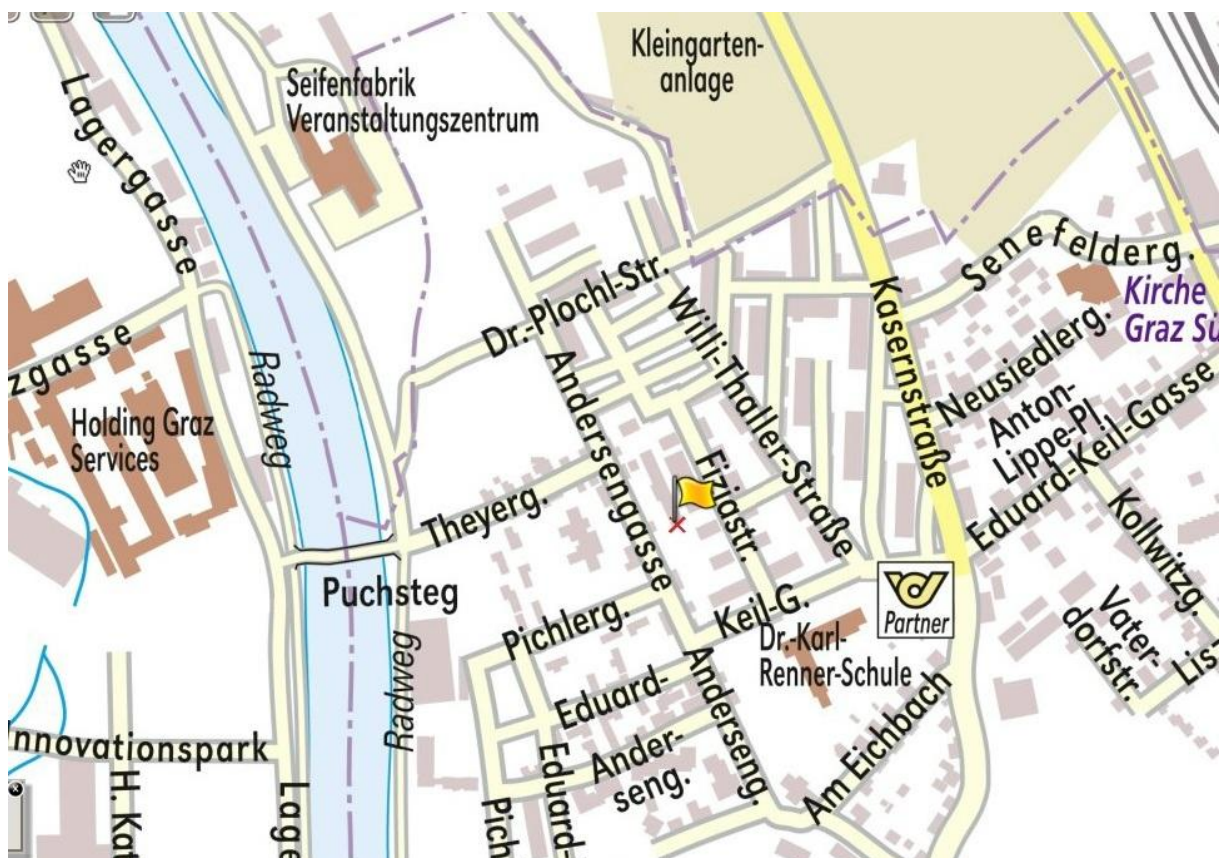 Kleingarten-
anlage
Seifenfabrik
Veranstaltungszentrum
Lagergasse
Senefelderg.
Kirche
Graz Sü
Dr.-Plochl-Str.
Willi-Thaller-Straße
Kasernstraße
Neusiedlerg.
Anton-
Lippe-Pl.
Eduard-Keil-Gasse
zgasse
Radweg
Holding Graz
Services
Andersengasse
Fiziastr.
Theyerg.
Kollwitzg.
Puchsteg
Pichlerg.
Keil-G.
Partner
Dr.-Karl-
Renner-Schule
Vater-
dorfstr.
Lis
Radweg
Eduard-
Anderseng.
Ander-
seng.
Am Eichbach
nnovationspark
H. Kat
Lage
Pich
Eduard-